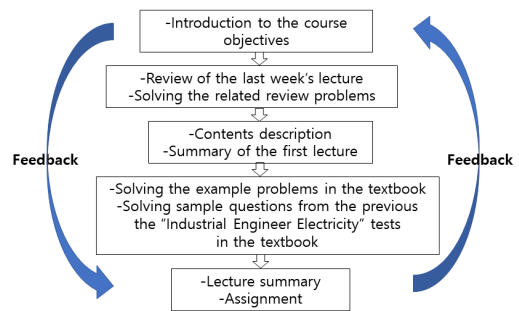 -Introduction to the course
objectives
-Review of the last week's lecture
-Solving the related review problems
-Contents description
-Summary of the first lecture
Feedback
Feedback
-Solving the example problems in the textbook
-Solving sample questions from the previous
the "Industrial Engineer Electricity" tests
in the textbook
-Lecture summary
-Assignment